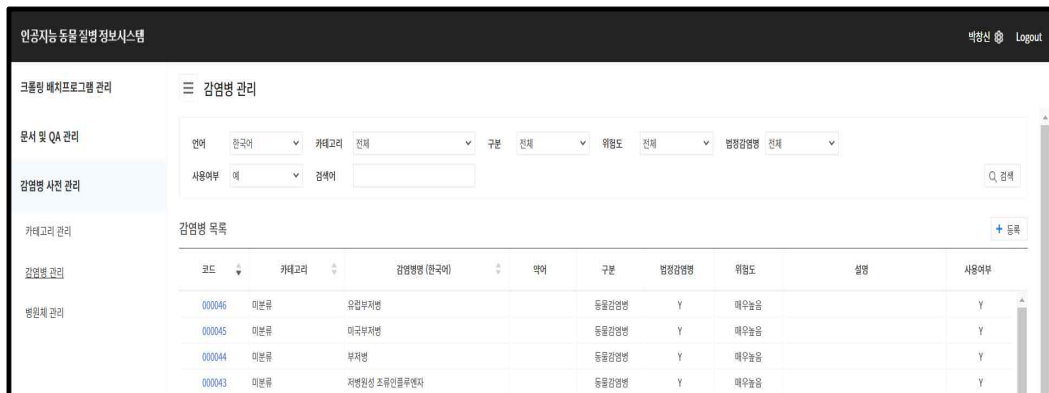 인공지능 동물 질병 정보시스템
박창신 Logout
크롤링 배치프로그램 관리
문서 및 QA 관리
감염병 사전 관리
카테고리 관리
감염병 관리
병원체 관리
감염병 관리
언어 한국어 카테고리 전체 구분 전체 위험도 전체 법정감염병 전체
사용여부 예 검색어 검색
감염병 목록 + 등록
코드 카테고리 감염병명 (한국어) 약어 구분 법정감염병 위험도 설명 사용여부
000046 미분류 유럽부저병 동물감염병 Y 매우높음 Y
000045 미분류 미국부저병 동물감염병 Y 매우높음 Y
000044 미분류 부저병 동물감염병 Y 매우높음 Y
000043 미분류 저병원성 조류인플루엔자 동물감염병 Y 매우높음 Y